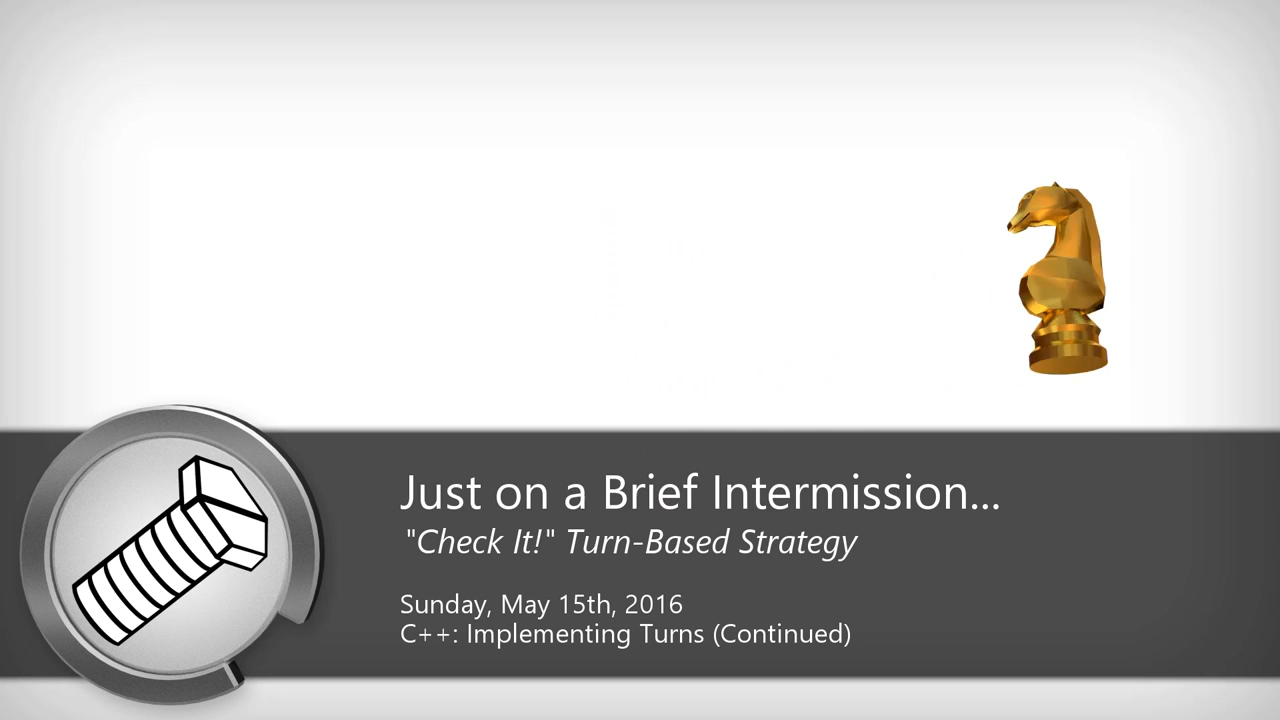 Just on a Brief Intermission...
"Check It!" Turn-Based Strategy
Sunday, May 15th, 2016
C++: Implementing Turns (Continued)